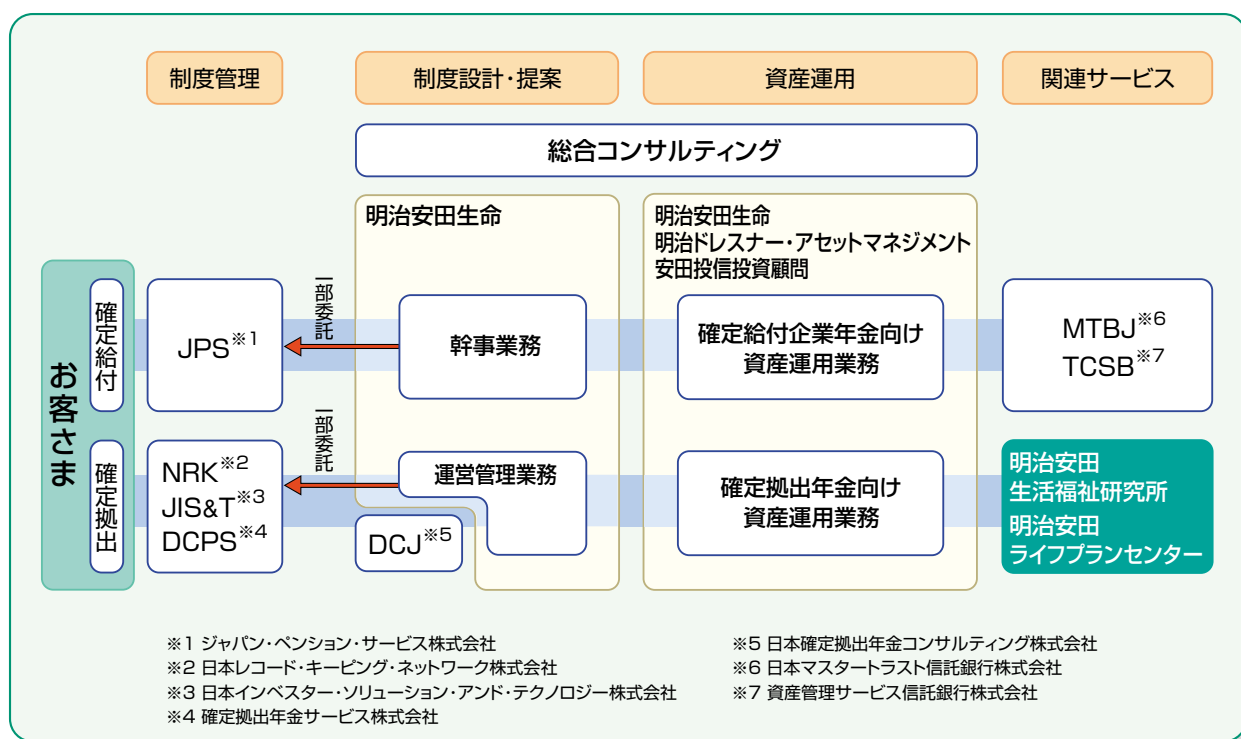 制度管理
制度設計・提案
資産運用
関連サービス
総合コンサルティング
明治安田生命
明治安田生命
明治ドレスナー・アセットマネジメント
安田投信投資顧問
お客さま
確定給付
JPS※1
一部委託
幹事業務
確定給付企業年金向け
資産運用業務
MTBJ※6
TCSB※7
確定拠出
NRK※2
JIS&T※3
DCPS※4
一部委託
運営管理業務
DCJ※5
確定拠出年金向け
資産運用業務
明治安田
生活福祉研究所
明治安田
ライフプランセンター
※1 ジャパン・ペンション・サービス株式会社
※2 日本レコード・キーピング・ネットワーク株式会社
※3 日本インベスター・ソリューション・アンド・テクノロジー株式会社
※4 確定拠出年金サービス株式会社
※5 日本確定拠出年金コンサルティング株式会社
※6 日本マスタートラスト信託銀行株式会社
※7 資産管理サービス信託銀行株式会社